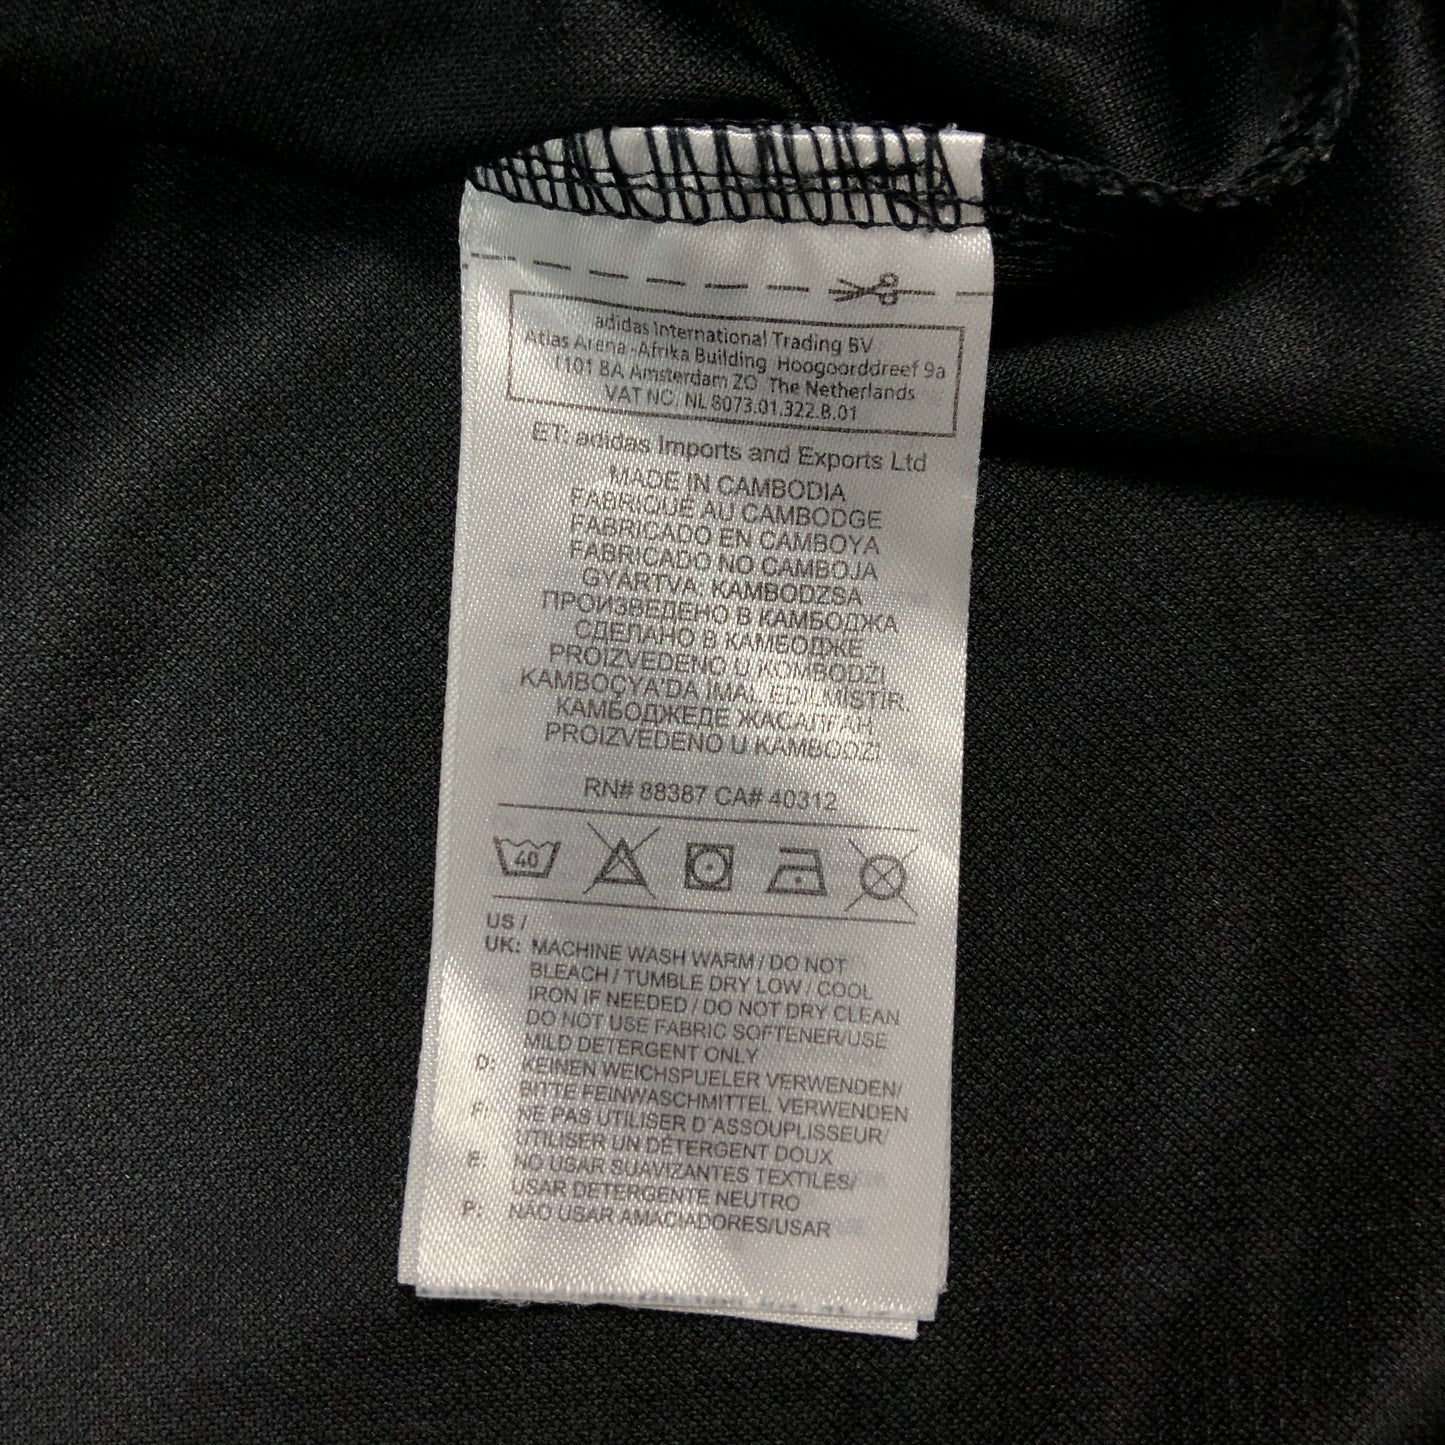 adidas International Trading BV
Atlas Arena -Afrika Building Hoogoorddreef 9a
1101 BA Amsterdam ZO The Netherlands
VAT NC. NL 8073.01.322.B.01
ET: adidas Imports and Exports Ltd
MADE IN CAMBODIA
FABRIQUE AU CAMBODGE
FABRICADO EN CAMBOYA
FABRICADO NO CAMBOJA
GYARTVA: KAMBODZSA
ПРОИЗВЕДЕНО В КАМБОДЖА
СДЕЛАНО В КАМБОДЖЕ
PROIZVEDENO U KOMBODZI
KAMBOÇYA'DA İMAL EDILMISTIR.
КАМБОДЖЕДЕ ЖАСАЛҒАН
PROIZVEDENO U KAMBODZI
RN# 88387 CA# 40312
40
US /
UK: MACHINE WASH WARM / DO NOT
BLEACH / TUMBLE DRY LOW / COOL
IRON IF NEEDED / DO NOT DRY CLEAN
DO NOT USE FABRIC SOFTENER/USE
MILD DETERGENT ONLY
D: KEINEN WEICHSPUELER VERWENDEN/
BITTE FEINWASCHMITTEL VERWENDEN
F: NE PAS UTILISER D'ASSOUPLISSEUR/
UTILISER UN DÉTERGENT DOUX
E: NO USAR SUAVIZANTES TEXTILES/
USAR DETERGENTE NEUTRO
P: NÃO USAR AMACIADORES/USAR